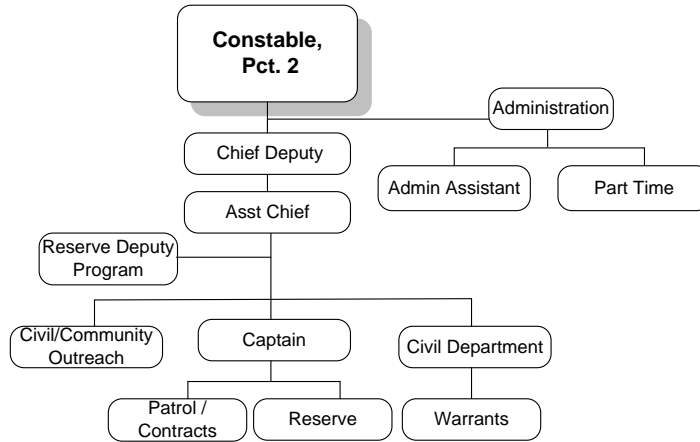 Constable,
Pct. 2
Administration
Chief Deputy
Admin Assistant
Part Time
Asst Chief
Reserve Deputy
Program
Civil/Community
Outreach
Captain
Civil Department
Patrol /
Contracts
Reserve
Warrants